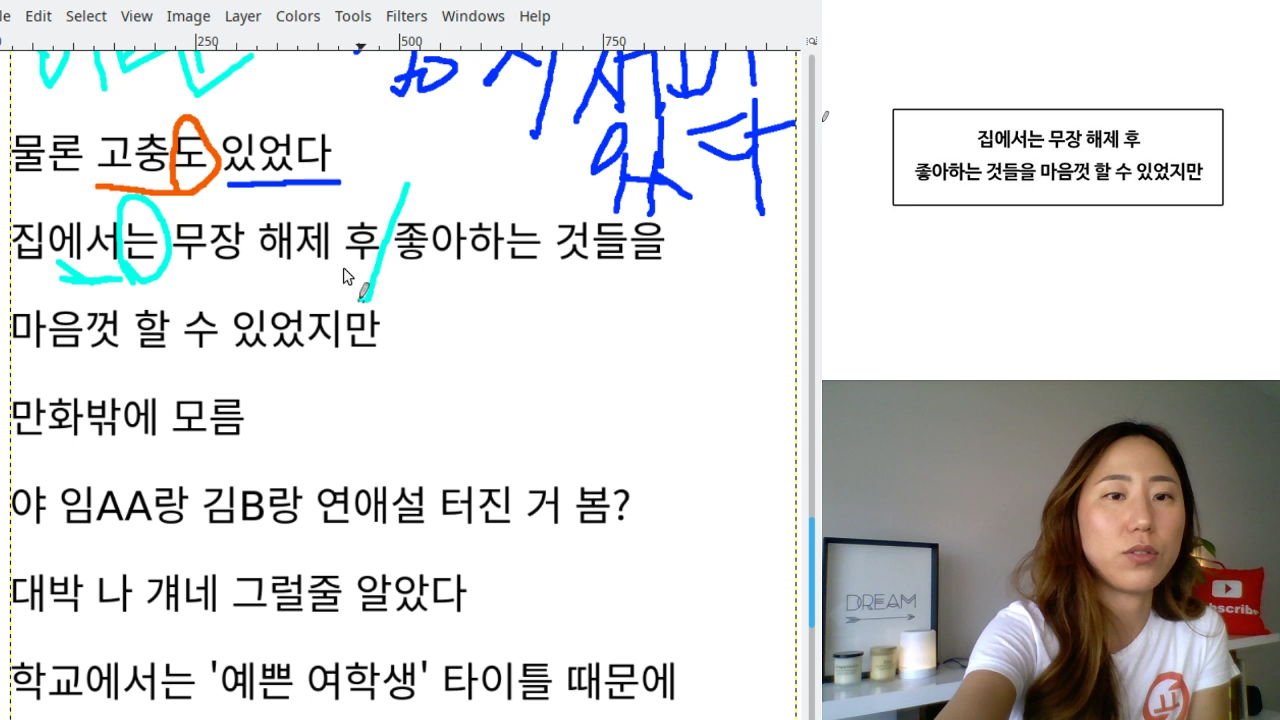 Edit Select View Image Layer Colors Tools Filters Windows Help
250 500 750
물론 고충도 있었다
집에서는 무장 해제 후 좋아하는 것들을
마음껏 할 수 있었지만
만화밖에 모름
야 임AA랑 김B랑 연애설 터진 거 봄?
대박 나 걔네 그럴줄 알았다
학교에서는 '예쁜 여학생' 타이틀 때문에
집에서는 무장 해제 후
좋아하는 것들을 마음껏 할 수 있었지만
DREAM